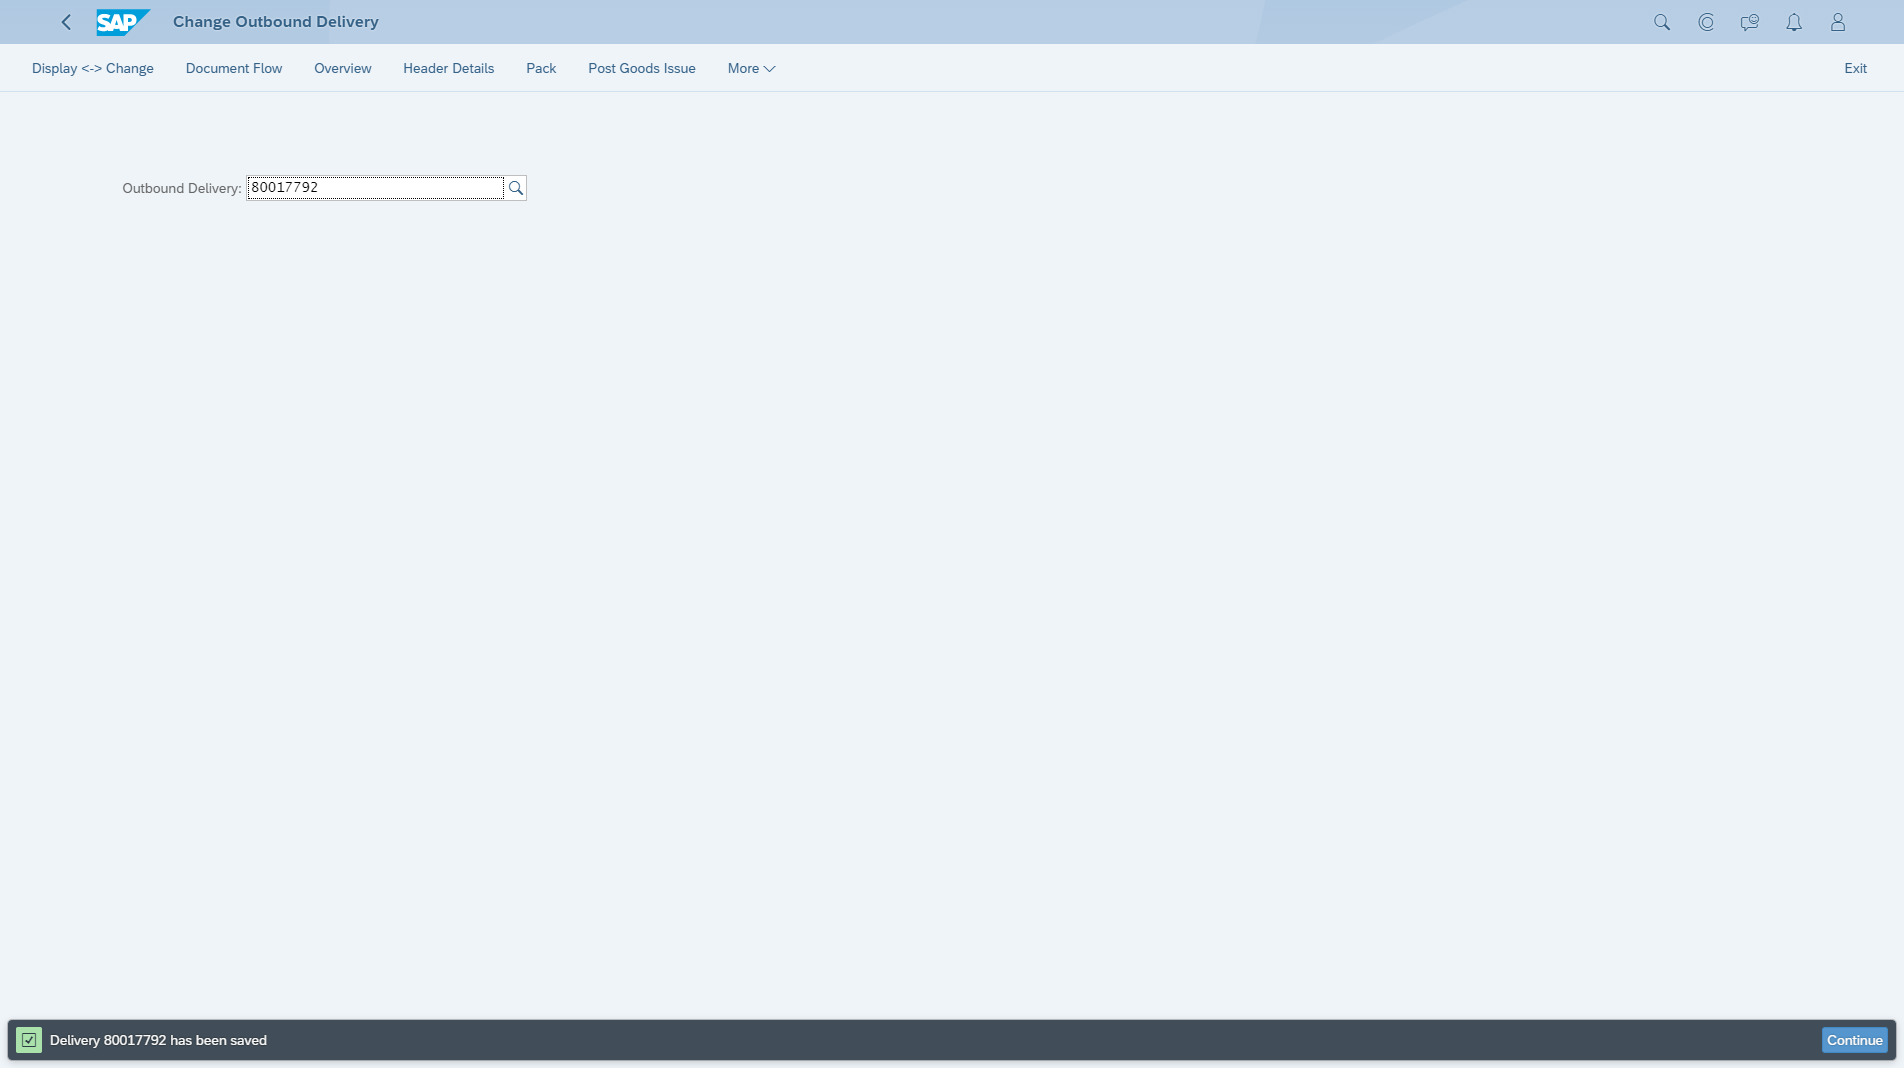 SAP
Change Outbound Delivery
Display <-> Change
Document Flow
Overview
Header Details
Pack
Post Goods Issue
More
Exit
Outbound Delivery: 80017792
Delivery 80017792 has been saved
Continue